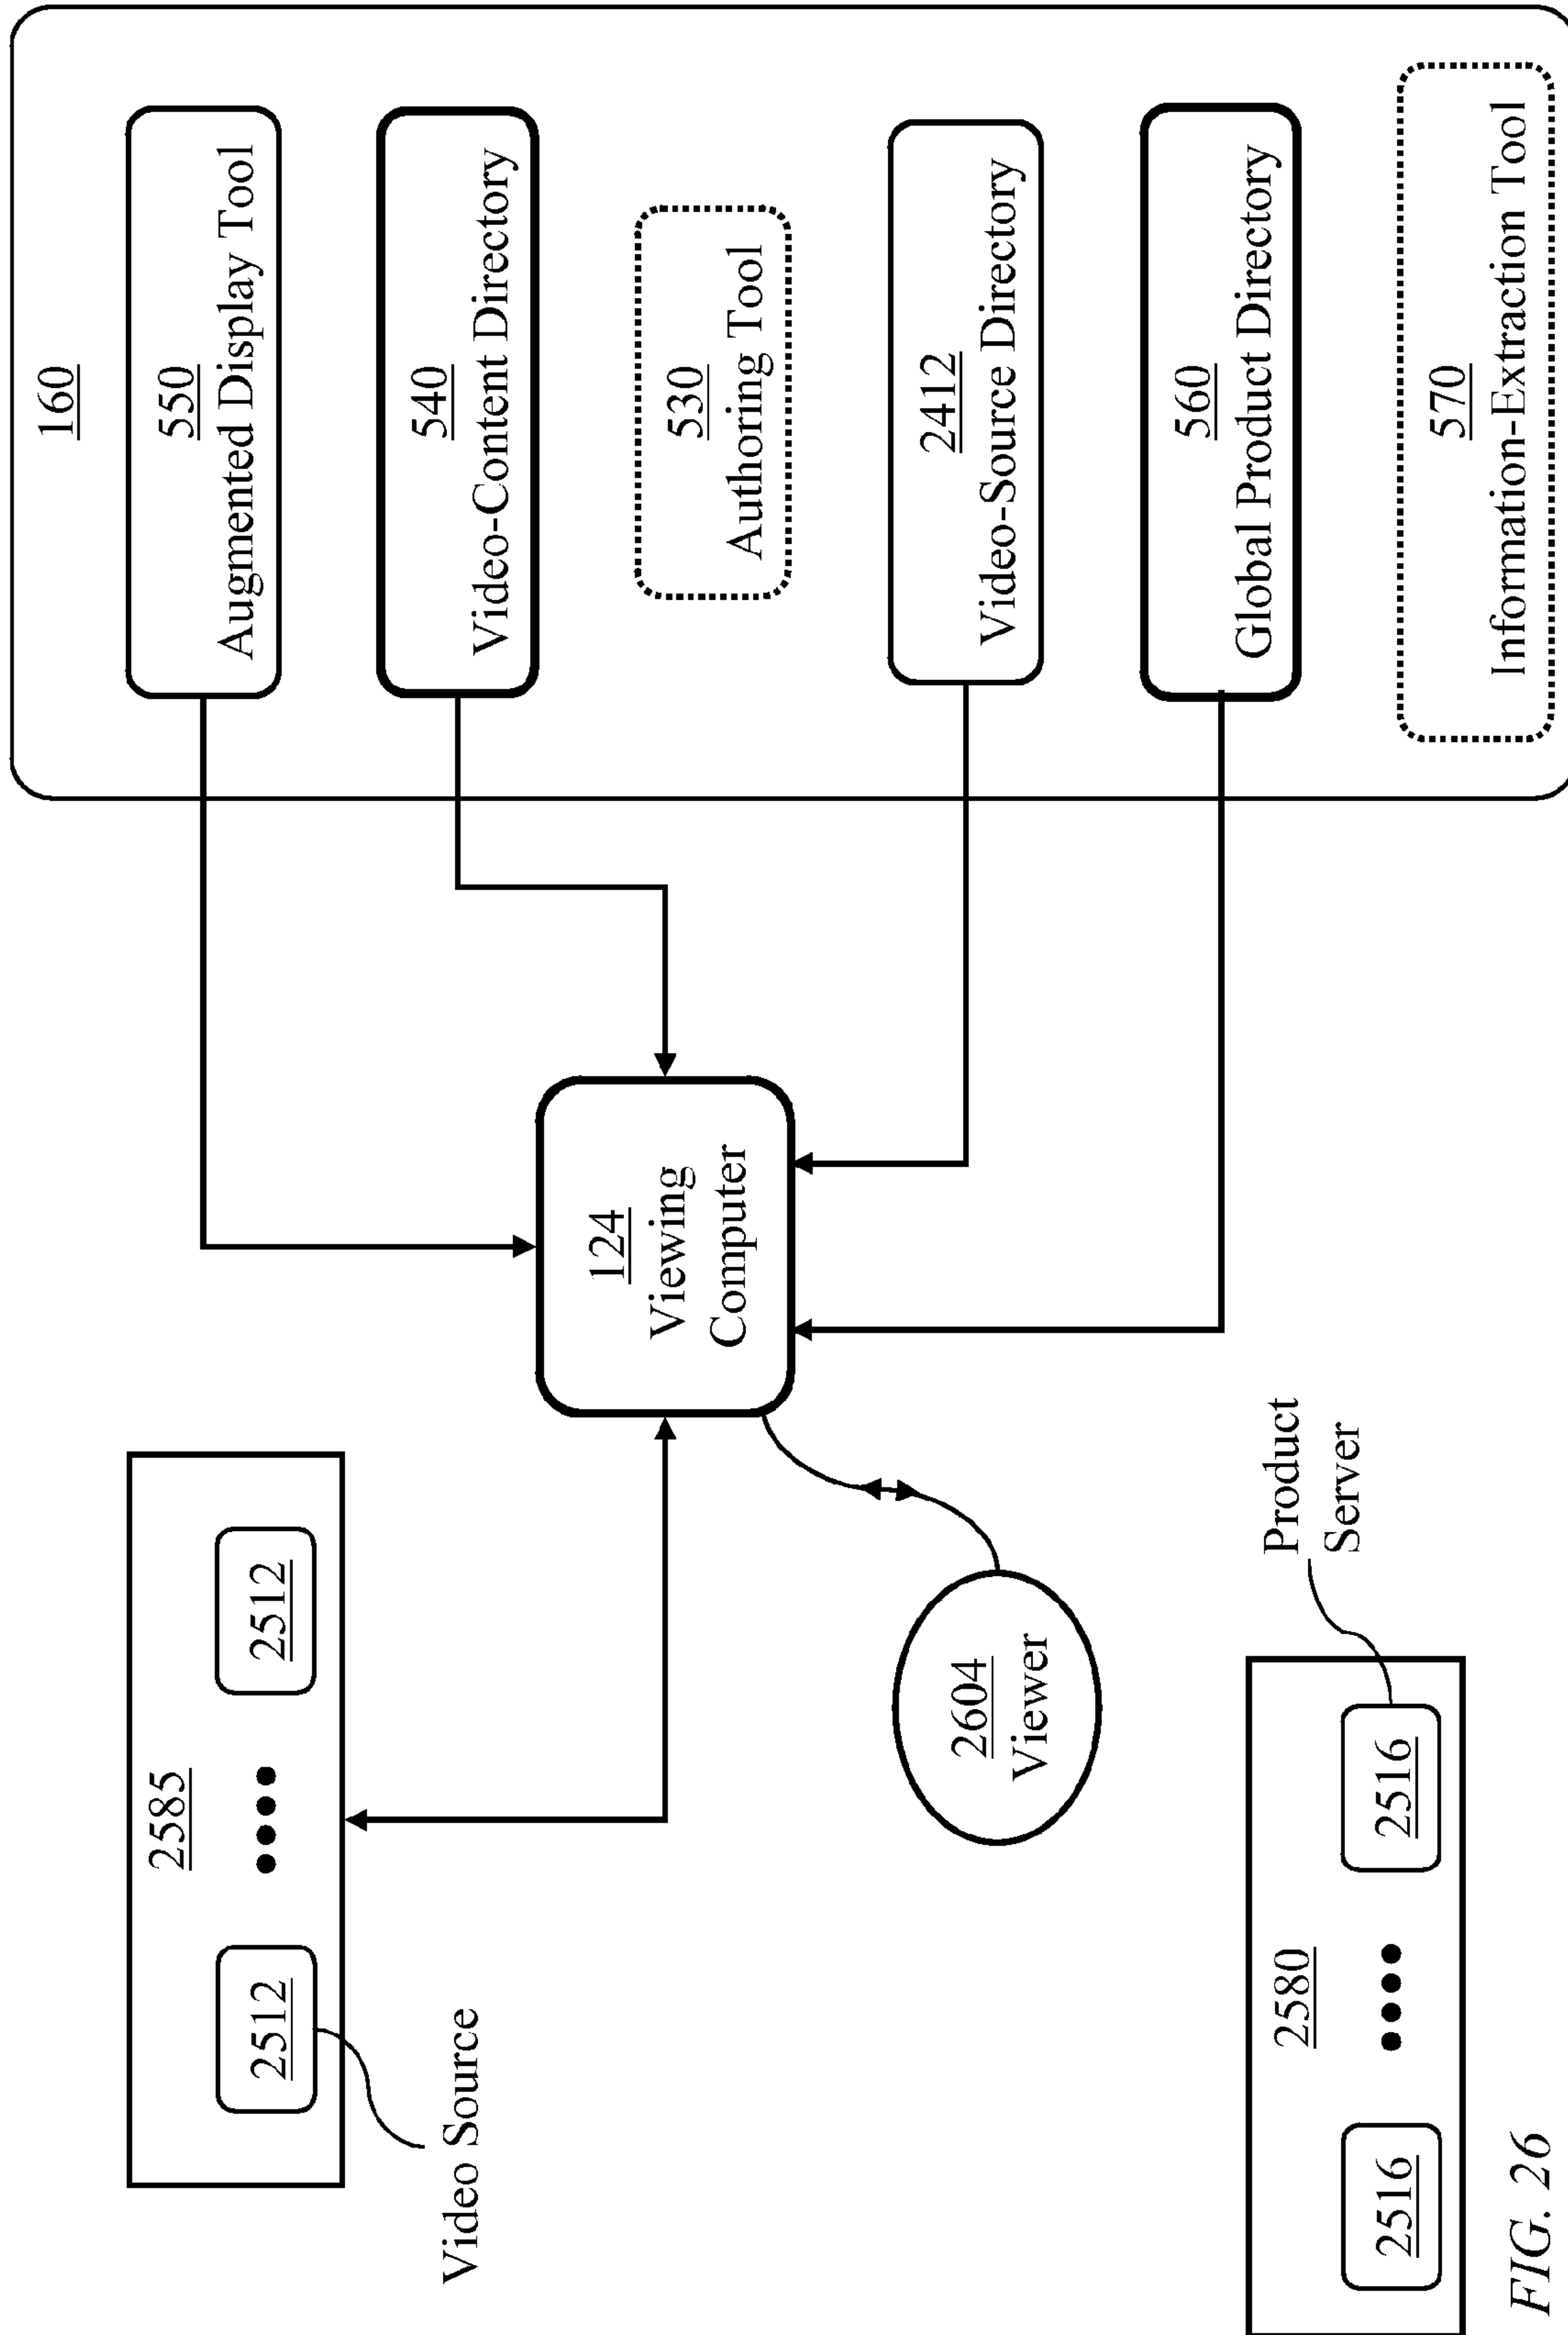 2585
2512
2512
Video Source
160
550
Augmented Display Tool
540
Video-Content Directory
124
Viewing
Computer
530
Authoring Tool
2604
Viewer
2412
Video-Source Directory
560
Global Product Directory
Product
Server
2580
2516
2516
570
Information-Extraction Tool
FIG. 26